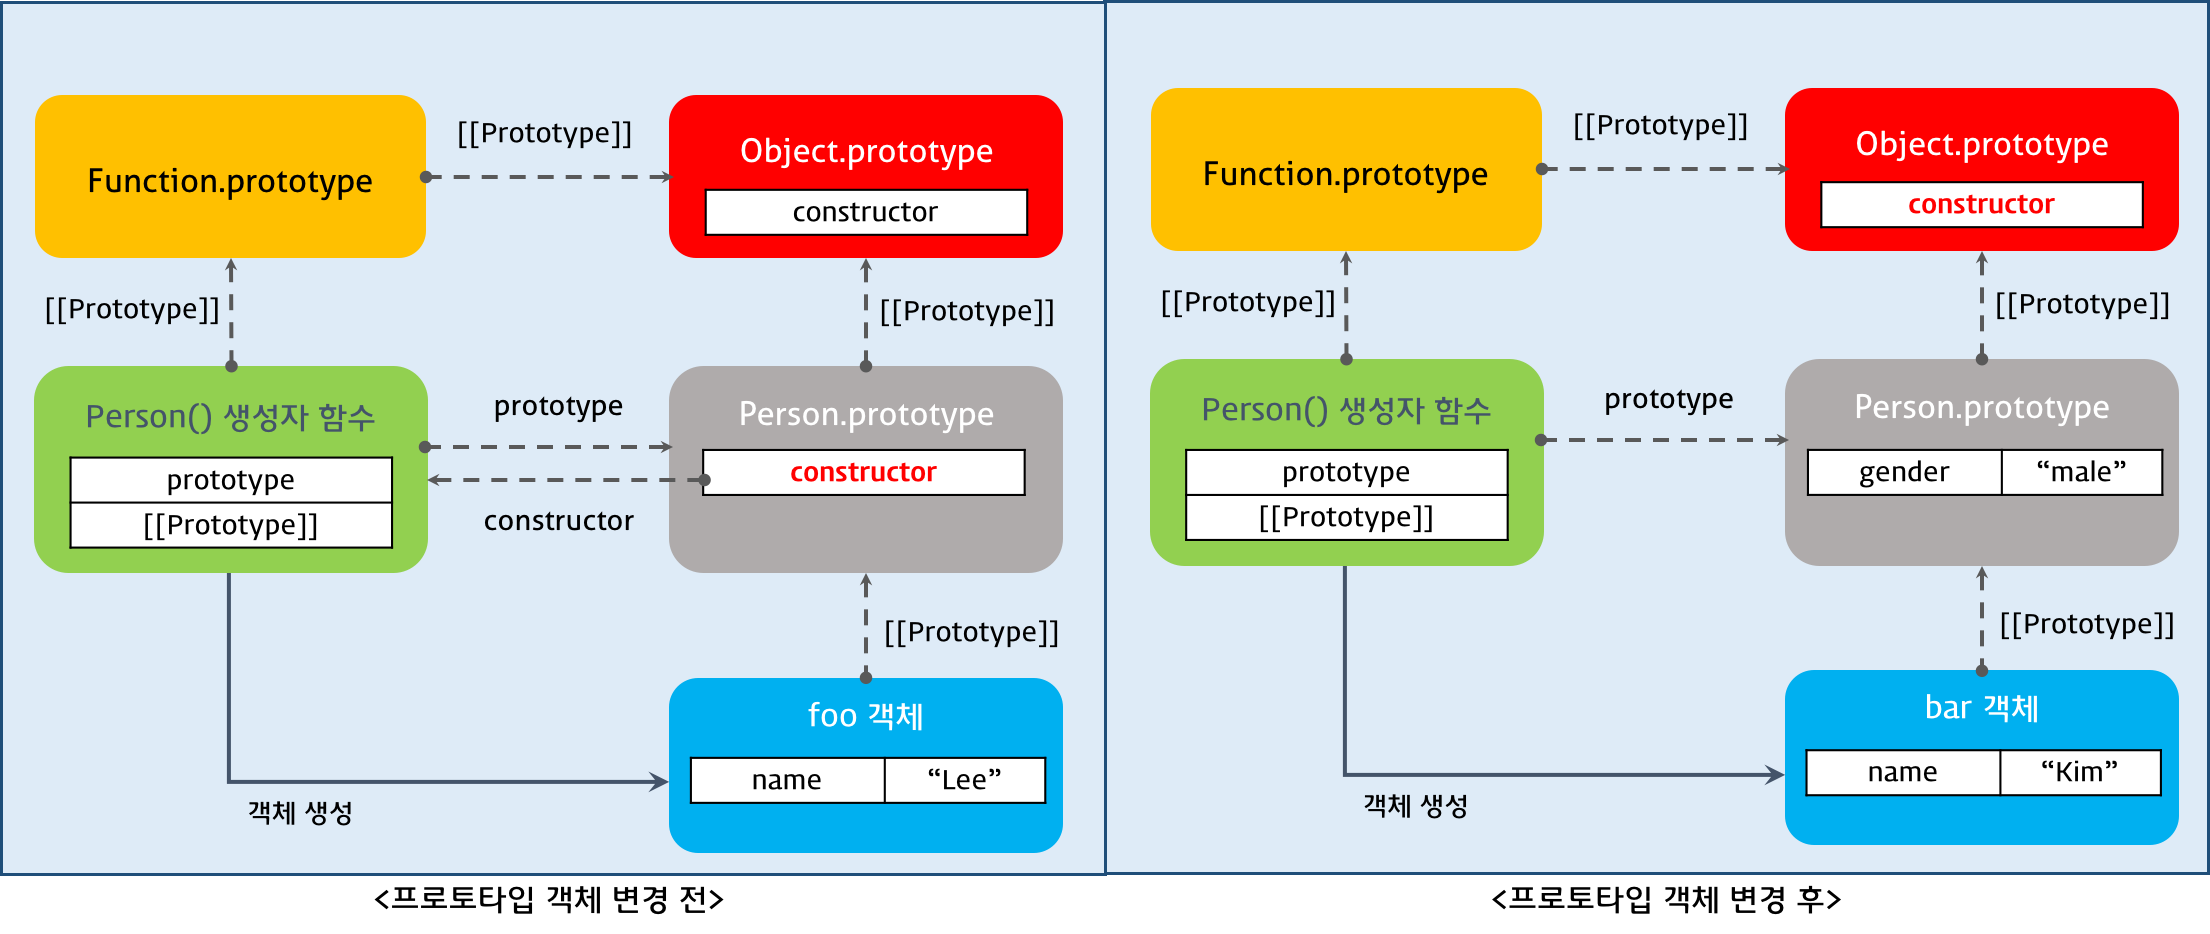 Function.prototype
[[Prototype]]
Object.prototype
constructor
[[Prototype]]
[[Prototype]]
Person() 생성자 함수
prototype
[[Prototype]]
prototype
constructor
Person.prototype
constructor
[[Prototype]]
foo 객체
name “Lee”
객체 생성
<프로토타입 객체 변경 전>
Function.prototype
[[Prototype]]
Object.prototype
constructor
[[Prototype]]
[[Prototype]]
Person() 생성자 함수
prototype
[[Prototype]]
prototype
Person.prototype
gender “male”
[[Prototype]]
bar 객체
name “Kim”
객체 생성
<프로토타입 객체 변경 후>